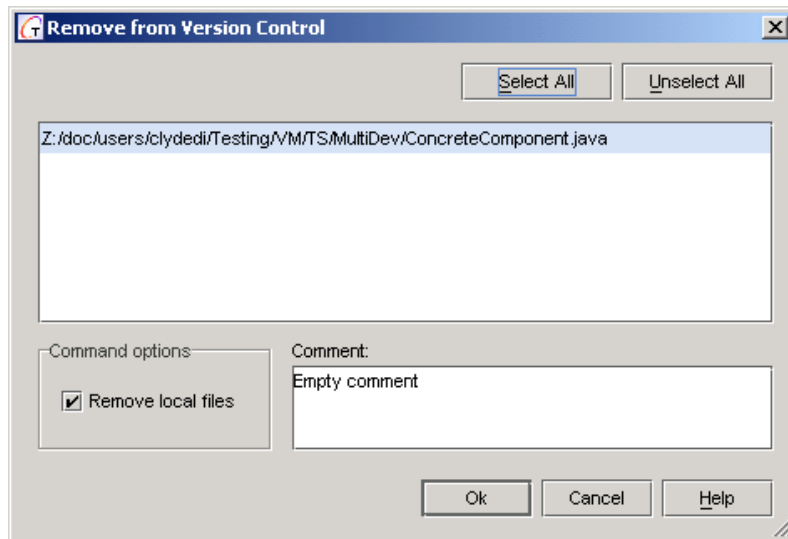 Remove from Version Control
Select All
Unselect All
Z:/doc/users/clydedi/Testing/VM/TS/MultiDev/ConcreteComponent.java
Command options
Comment:
Remove local files
Empty comment
Ok
Cancel
Help